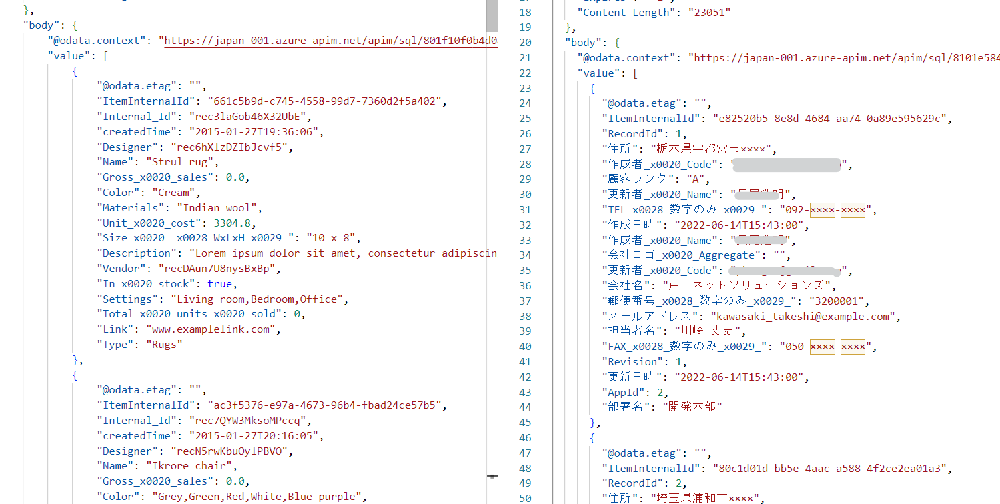 },
"body": {
"@odata.context": "https://japan-001.azure-apim.net/apim/sql/801f10f0b4d0
"value": [
{
"@odata.etag": "",
"ItemInternalId": "661c5b9d-c745-4558-99d7-7360d2f5a402",
"Internal_Id": "rec3laGob46X32UbE",
"createdTime": "2015-01-27T19:36:06",
"Designer": "rec6hXlzDZIbJcvf5",
"Name": "Strul rug",
"Gross_x0020_sales": 0.0,
"Color": "Cream",
"Materials": "Indian wool",
"Unit_x0020_cost": 3304.8,
"Size_x0020__x0028_WxLxH_x0029_": "10 x 8",
"Description": "Lorem ipsum dolor sit amet, consectetur adipiscin
"Vendor": "recDAun7U8nysBxBp",
"In_x0020_stock": true,
"Settings": "Living room,Bedroom,Office",
"Total_x0020_units_x0020_sold": 0,
"Link": "www.examplelink.com",
"Type": "Rugs"
},
{
"@odata.etag": "",
"ItemInternalId": "ac3f5376-e97a-4673-96b4-fbad24ce57b5",
"Internal_Id": "rec7QYW3MksoMPccq",
"createdTime": "2015-01-27T20:16:05",
"Designer": "recN5rwKbuOylPBVO",
"Name": "Ikrore chair",
"Gross_x0020_sales": 0.0,
"Color": "Grey,Green,Red,White,Blue purple",
18 "Content-Length": "23051"
19 },
20 "body": {
21 "@odata.context": "https://japan-001.azure-apim.net/apim/sql/8101e584
22 "value": [
23 {
24 "@odata.etag": "",
25 "ItemInternalId": "e82520b5-8e8d-4684-aa74-0a89e595629c",
26 "RecordId": 1,
27 "住所": "栃木県宇都宮市××××",
28 "作成者_x0020_Code": "",
29 "顧客ランク": "A",
30 "更新者_x0020_Name": "",
31 "TEL_x0028_数字のみ_x0029_": "092-××××-××××",
32 "作成日時": "2022-06-14T15:43:00",
33 "作成者_x0020_Name": "",
34 "会社ロゴ_x0020_Aggregate": "",
35 "更新者_x0020_Code": "",
36 "会社名": "戸田ネットソリューションズ",
37 "郵便番号_x0028_数字のみ_x0029_": "3200001",
38 "メールアドレス": "kawasaki_takeshi@example.com",
39 "担当者名": "川崎 丈史",
40 "FAX_x0028_数字のみ_x0029_": "050-××××-××××",
41 "Revision": 1,
42 "更新日時": "2022-06-14T15:43:00",
43 "AppId": 2,
44 "部署名": "開発本部"
45 },
46 {
47 "@odata.etag": "",
48 "ItemInternalId": "80c1d01d-bb5e-4aac-a588-4f2ce2ea01a3",
49 "RecordId": 2,
50 "住所": "埼玉県浦和市××××",